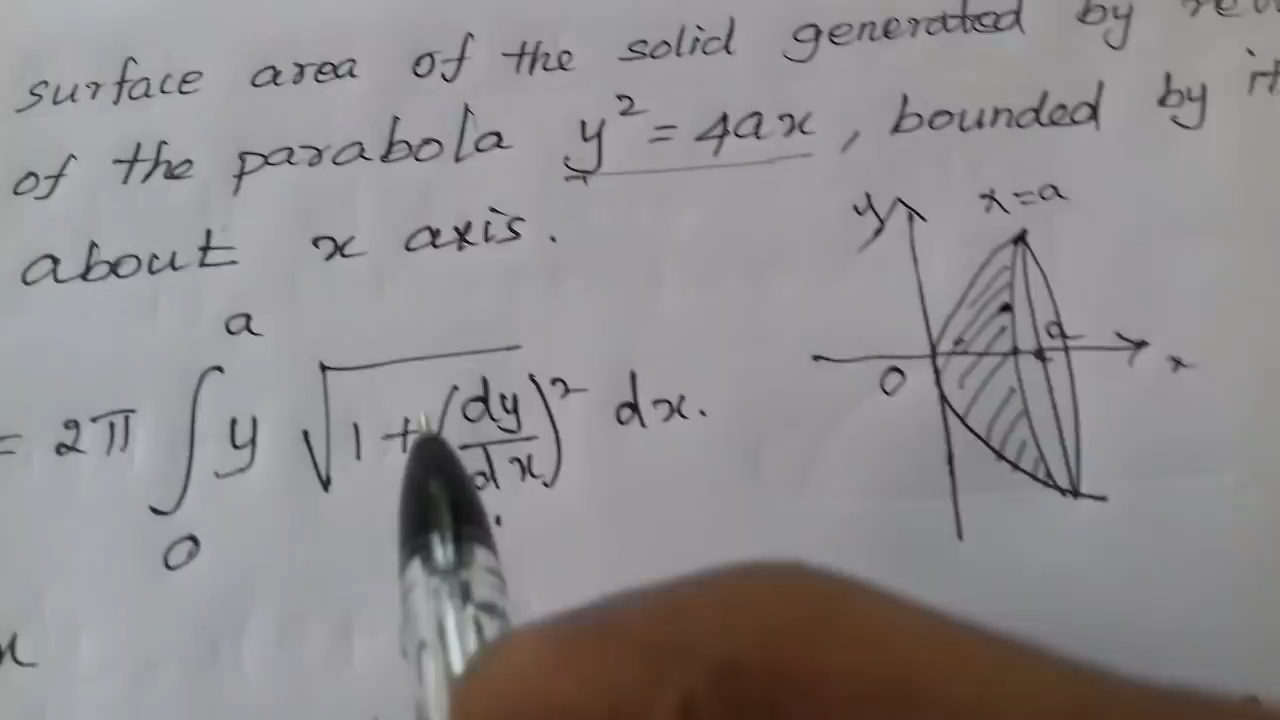 surface area of the solid generated by
of the parabola y² = 4ax, bounded by
about x axis.
y
x=a
a
= 2π ∫ y √1+(dy/dx)² dx.
0
a
0
x
x